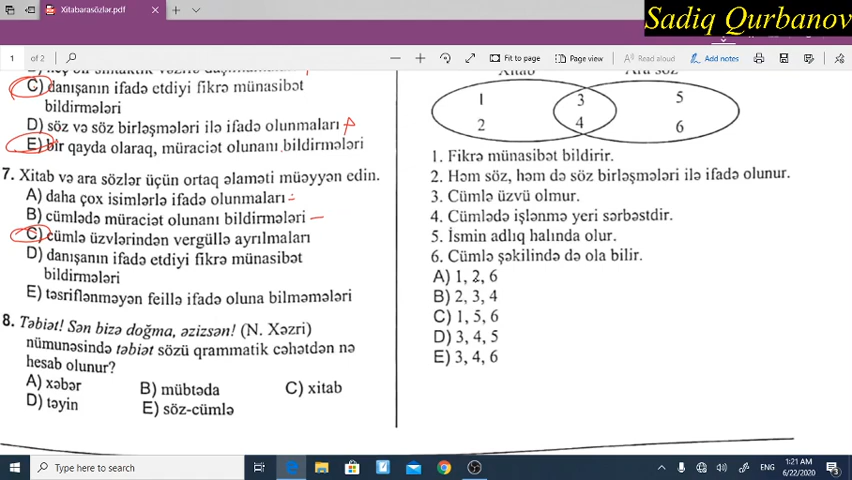 Sadiq Qurbanov
Xitabarasözlər.pdf
1 of 2
Fit to page
Page view
Read aloud
Add notes
C) danışanın ifadə etdiyi fikrə münasibət
bildirmələri
D) söz və söz birləşmələri ilə ifadə olunmaları
E) bir qayda olaraq, müraciət olunanı bildirmələri
7. Xitab və ara sözlər üçün ortaq əlaməti müəyyən edin.
A) daha çox isimlərlə ifadə olunmaları
B) cümlədə müraciət olunanı bildirmələri
C) cümlə üzvlərindən vergüllə ayrılmaları
D) danışanın ifadə etdiyi fikrə münasibət
bildirmələri
E) təsriflənməyən feillə ifadə oluna bilməmələri
8. Təbiət! Sən bizə doğma, əzizsən! (N. Xəzri)
nümunəsində təbiət sözü qrammatik cəhətdən nə
hesab olunur?
A) xəbər
B) mübtəda
C) xitab
D) təyin
E) söz-cümlə
Xitab
Ara söz
1
3
5
2
4
6
1. Fikrə münasibət bildirir.
2. Həm söz, həm də söz birləşmələri ilə ifadə olunur.
3. Cümlə üzvü olmur.
4. Cümlədə işlənmə yeri sərbəstdir.
5. İsmin adlıq halında olur.
6. Cümlə şəkilində də ola bilir.
A) 1, 2, 6
B) 2, 3, 4
C) 1, 5, 6
D) 3, 4, 5
E) 3, 4, 6
Type here to search
ENG
1:21 AM
6/22/2020
3